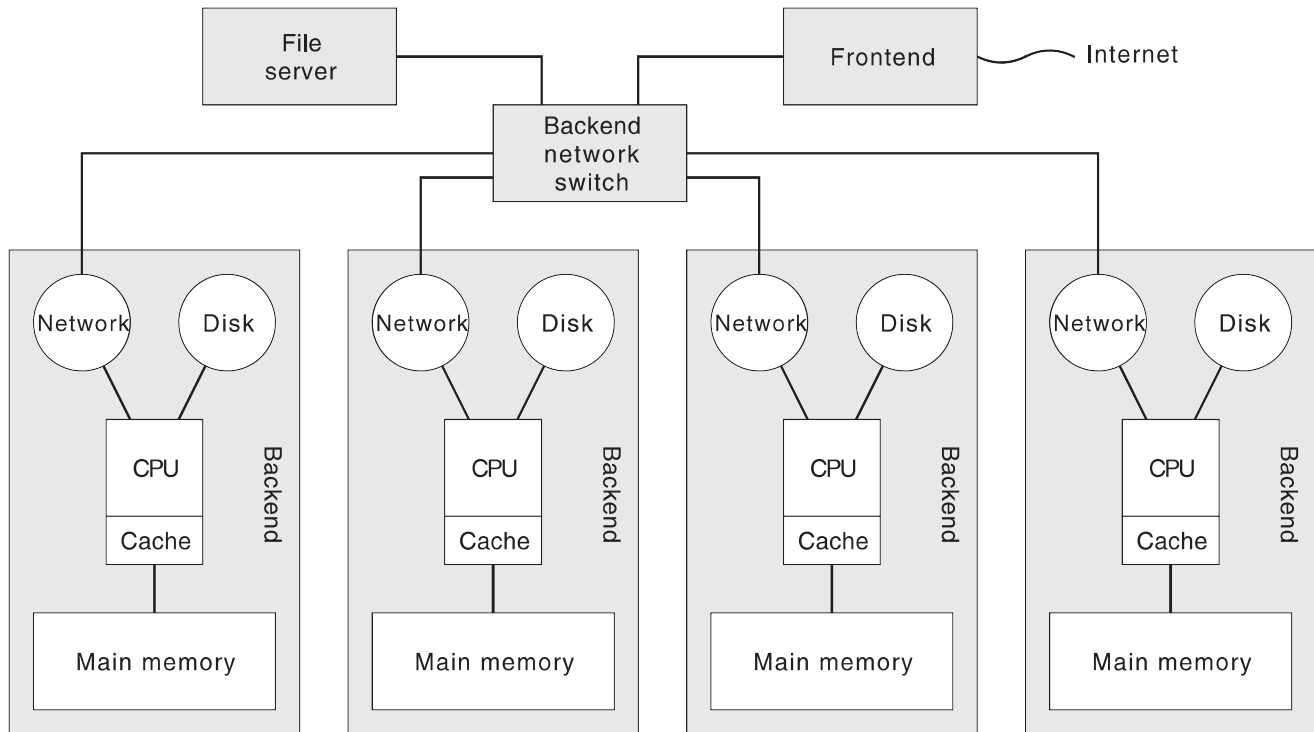 File
server
Frontend
Internet
Backend
network
switch
Network
Disk
CPU
Cache
Main memory
Backend
Network
Disk
CPU
Cache
Main memory
Backend
Network
Disk
CPU
Cache
Main memory
Backend
Network
Disk
CPU
Cache
Main memory
Backend